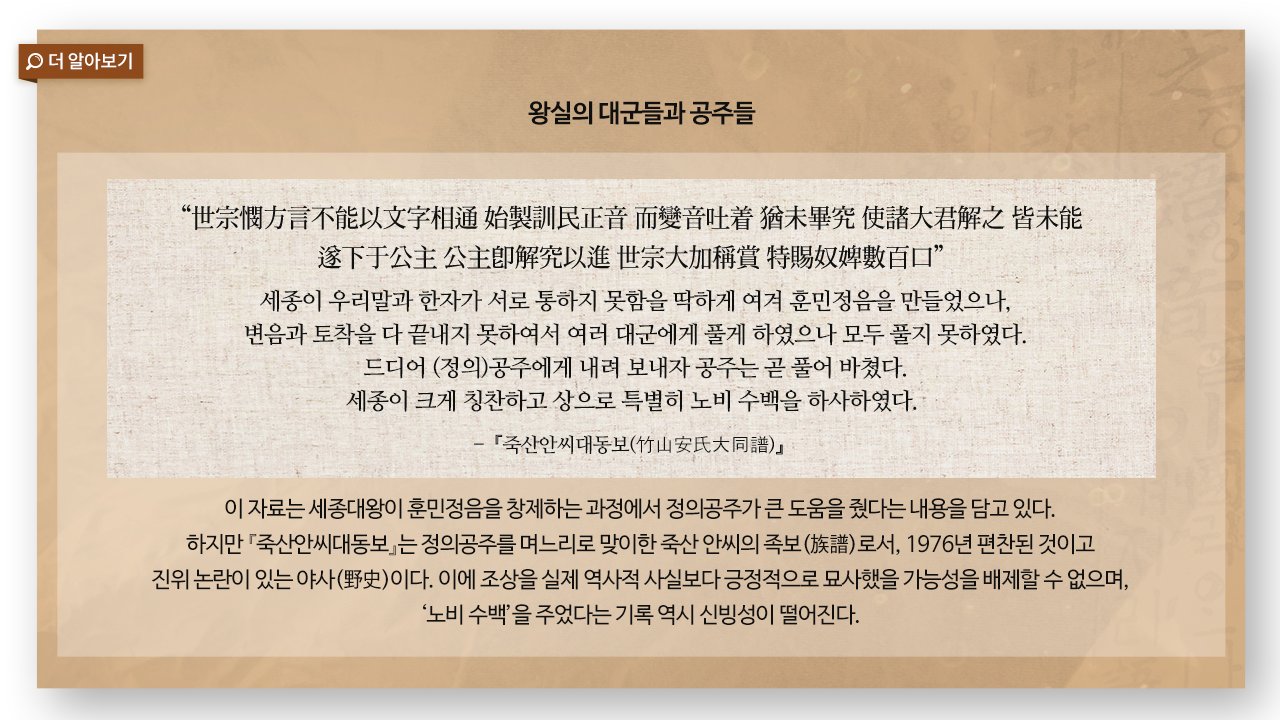 더 알아보기
왕실의 대군들과 공주들
“世宗憫方言不能以文字相通 始製訓民正音 而變音吐着 猶未畢究 使諸大君解之 皆未能
遂下于公主 公主卽解究以進 世宗大加稱賞 特賜奴婢數百口”
세종이 우리말과 한자가 서로 통하지 못함을 딱하게 여겨 훈민정음을 만들었으나,
변음과 토착을 다 끝내지 못하여서 여러 대군에게 풀게 하였으나 모두 풀지 못하였다.
드디어 (정의)공주에게 내려 보내자 공주는 곧 풀어 바쳤다.
세종이 크게 칭찬하고 상으로 특별히 노비 수백을 하사하였다.
–『죽산안씨대동보(竹山安氏大同譜)』
이 자료는 세종대왕이 훈민정음을 창제하는 과정에서 정의공주가 큰 도움을 줬다는 내용을 담고 있다.
하지만 『죽산안씨대동보』는 정의공주를 며느리로 맞이한 죽산 안씨의 족보(族譜)로서, 1976년 편찬된 것이고
진위 논란이 있는 야사(野史)이다. 이에 조상을 실제 역사적 사실보다 긍정적으로 묘사했을 가능성을 배제할 수 없으며,
‘노비 수백’을 주었다는 기록 역시 신빙성이 떨어진다.